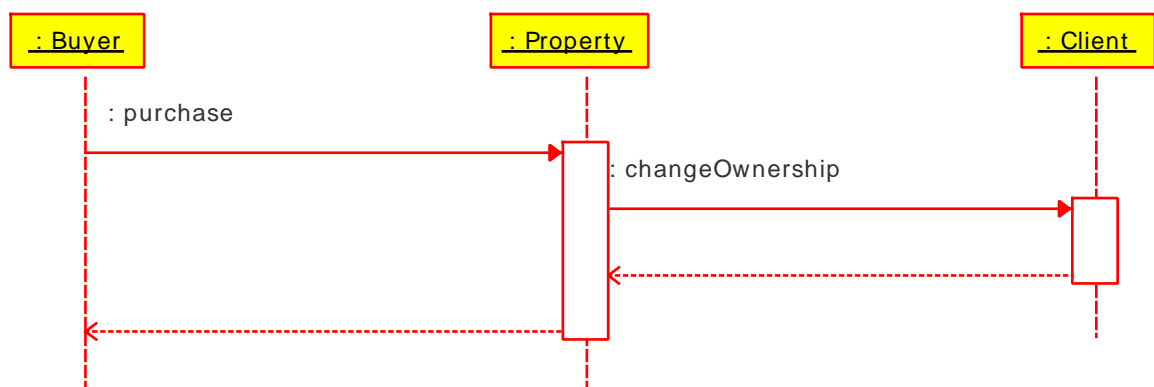 : Buyer
: Property
: Client
: purchase
: changeOwnership